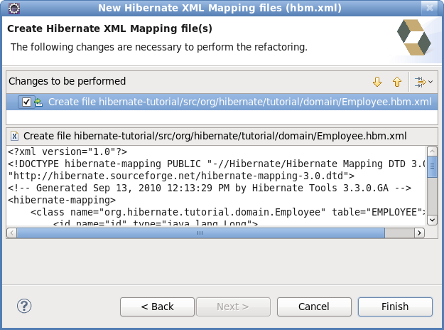 New Hibernate XML Mapping files (hbm.xml)
Create Hibernate XML Mapping file(s)
The following changes are necessary to perform the refactoring.
Changes to be performed
Create file hibernate-tutorial/src/org/hibernate/tutorial/domain/Employee.hbm.xml
Create file hibernate-tutorial/src/org/hibernate/tutorial/domain/Employee.hbm.xml
<?xml version="1.0"?>
<!DOCTYPE hibernate-mapping PUBLIC "-//Hibernate/Hibernate Mapping DTD 3.0
"http://hibernate.sourceforge.net/hibernate-mapping-3.0.dtd">
<!-- Generated Sep 13, 2010 12:13:29 PM by Hibernate Tools 3.3.0.GA -->
<hibernate-mapping>
<class name="org.hibernate.tutorial.domain.Employee" table="EMPLOYEE">
<id name="id" type="java.lang.Long">
< Back
Next >
Cancel
Finish